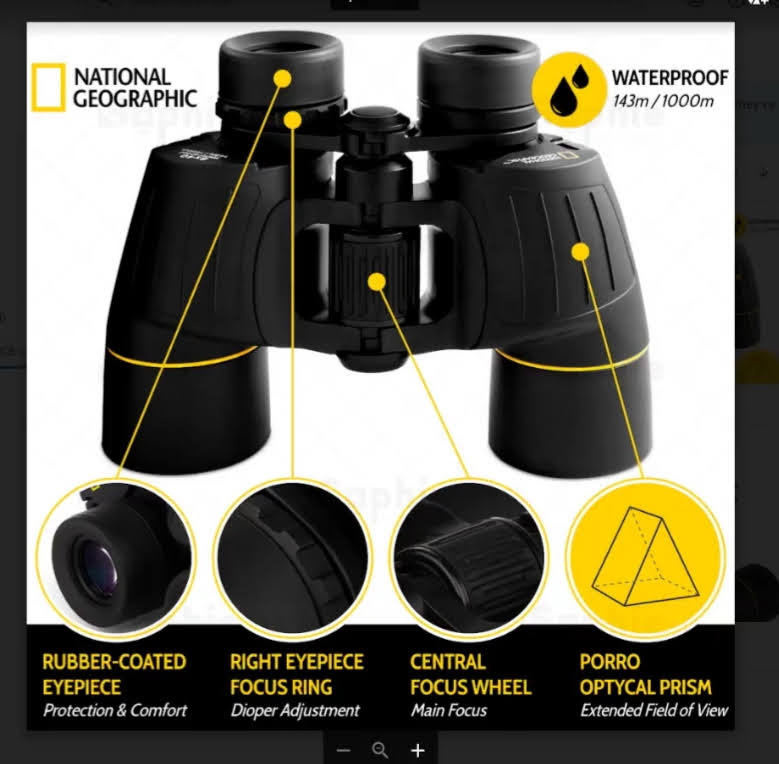 NATIONAL
GEOGRAPHIC
WATERPROOF
143m / 1000m
RUBBER-COATED
EYEPIECE
Protection & Comfort
RIGHT EYEPIECE
FOCUS RING
Dioper Adjustment
CENTRAL
FOCUS WHEEL
Main Focus
PORRO
OPTYCAL PRISM
Extended Field of View